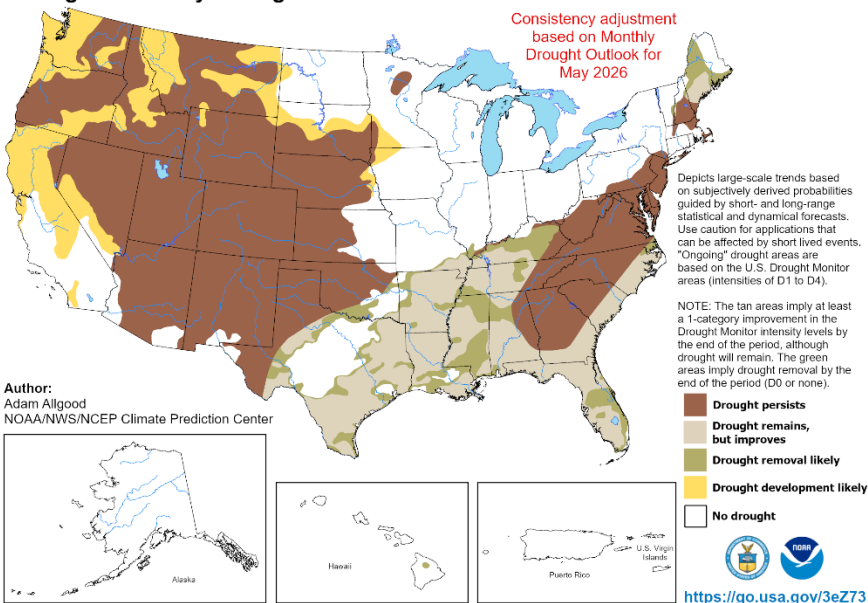 Consistency adjustment
based on Monthly
Drought Outlook for
May 2026
Depicts large-scale trends based
on subjectively derived probabilities
guided by short- and long-range
statistical and dynamical forecasts.
Use caution for applications that
can be affected by short lived events.
"Ongoing" drought areas are
based on the U.S. Drought Monitor
areas (intensities of D1 to D4).
NOTE: The tan areas imply at least
a 1-category improvement in the
Drought Monitor intensity levels by
the end of the period, although
drought will remain. The green
areas imply drought removal by the
end of the period (D0 or none).
Author:
Adam Allgood
NOAA/NWS/NCEP Climate Prediction Center
Drought persists
Drought remains,
but improves
Drought removal likely
Drought development likely
No drought
Alaska
Hawaii
Puerto Rico
U.S. Virgin
Islands
NOAA
https://go.usa.gov/3eZ73